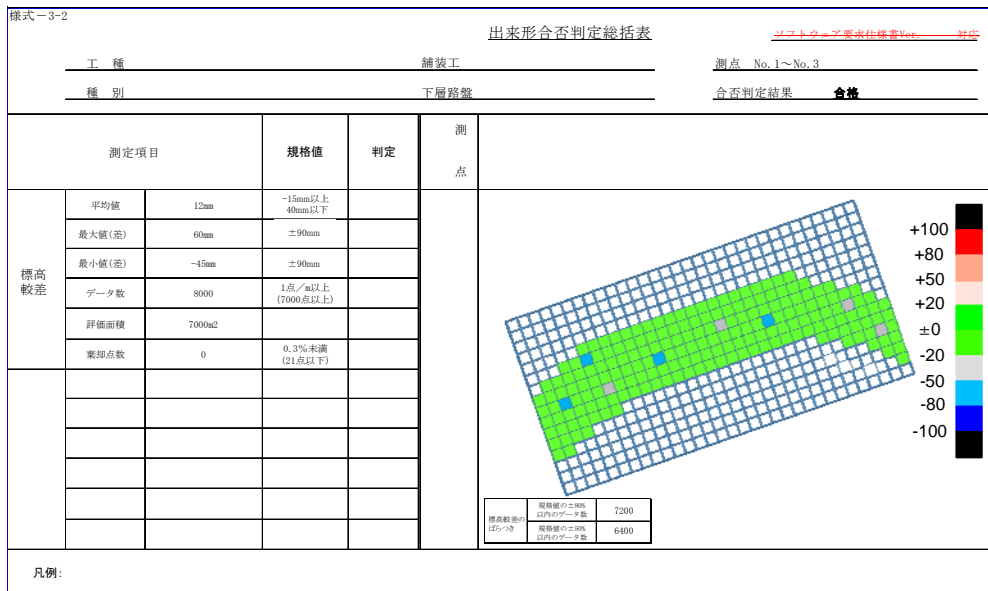 様式－3-2
出来形合否判定総括表
ソフトウェア要求仕様書Ver. 対応
工 種 舗装工 測点 No.1～No.3
種 別 下層路盤 合否判定結果 合格
測定項目 規格値 判定 測
点
標高
較差
平均値 12mm -15mm以上
40mm以下
最大値(差) 60mm ±90mm
最小値(差) -45mm ±90mm
データ数 8000 1点／㎡以上
(7000点以上)
評価面積 7000m2
棄却点数 0 0.3%未満
(21点以下)
+100
+80
+50
+20
±0
-20
-50
-80
-100
標高較差の
ばらつき
規格値の±80%
以内のデータ数 7200
規格値の±50%
以内のデータ数 6400
凡例：